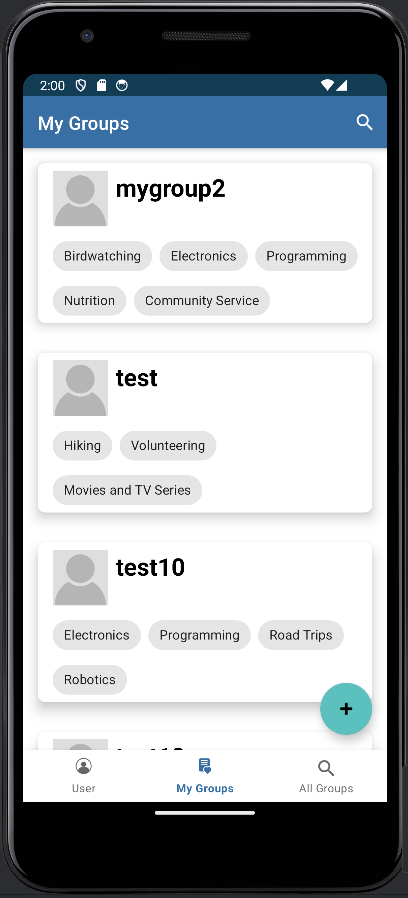 2:00
My Groups
mygroup2
Birdwatching Electronics Programming
Nutrition Community Service
test
Hiking Volunteering
Movies and TV Series
test10
Electronics Programming Road Trips
Robotics
+
User My Groups All Groups